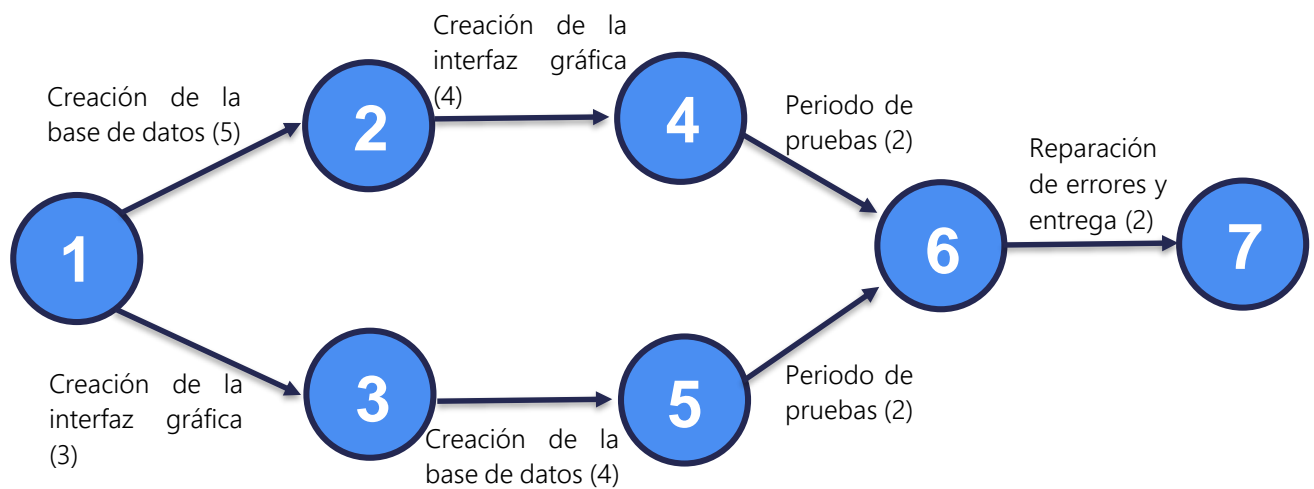 Creación de la
interfaz gráfica
(4)
Creación de la
base de datos (5)
2
4
Periodo de
pruebas (2)
Reparación
de errores y
entrega (2)
1
6
7
Creación de la
interfaz gráfica
(3)
3
5
Periodo de
pruebas (2)
Creación de la
base de datos (4)